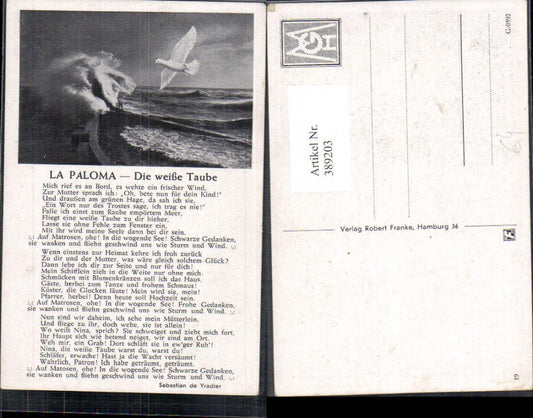 LA PALOMA — Die weiße Taube
Mich rief es an Bord, es wehte ein frischer Wind,
Zur Mutter sprach ich: "Oh, bete nun für dein Kind!"
Und draußen am grünen Hage, da sah ich sie,
"Ein Wort nur des Trostes sage, ich trag es nie!"
Falle ich einst zum Raube empörtem Meer,
Fliegt eine weiße Taube zu dir hieher,
Lasse sie ohne Fehle zum Fenster ein,
Mit ihr wird meine Seele dann bei dir sein.
:,: Auf Matrosen, ohe! In die wogende See! Schwarze Gedanken,
sie wanken und fliehn geschwind uns wie Sturm und Wind. :,:
Wenn einstens zur Heimat kehre ich froh zurück
Zu dir und der Mutter, was wäre gleich solchem Glück?
Dann lebe ich dir zur Seite und nur für dich!
Mein Schifflein zieh in die Weite nur ohne mich.
Schmücken mit Blumenkränzen soll ich das Haus.
Gäste, herbei zum Tanze und frohem Schmaus!
Küster, die Glocken läute! Mein wird sie, mein!
Pfarrer, herbei! Denn heute soll Hochzeit sein.
:,: Auf Matrosen, ohe! In die wogende See! Frohe Gedanken,
sie wanken und fliehn geschwind uns wie Sturm und Wind. :,:
Nun sind wir daheim, ich sehe mein Mütterlein,
Und fliege zu ihr, doch wehe, sie ist allein!
Wo weilt Nina, sprich? Sie schweiget und zieht mich fort,
Ihr Haupt sich wie betend neiget, wir sind am Ort.
Weh mir, ein Grab! Dort schläft sie in ew'ger Ruh'!
Nina, die weiße Taube warst du, warst du!
Schläfer, erwache! Hast ja die Wacht versäumt!
Wahrlich, Patron! Ich habe geträumt, geträumt.
:,: Auf Matosen, ohe! In die wogende See! Schwarze Gedanken,
sie wanken und fliehn geschwind uns wie Sturm und Wind. :,:
Sebastian de Yradier
Artikel Nr.
389203
G/0992
64
Verlag Robert Franke, Hamburg 36
19